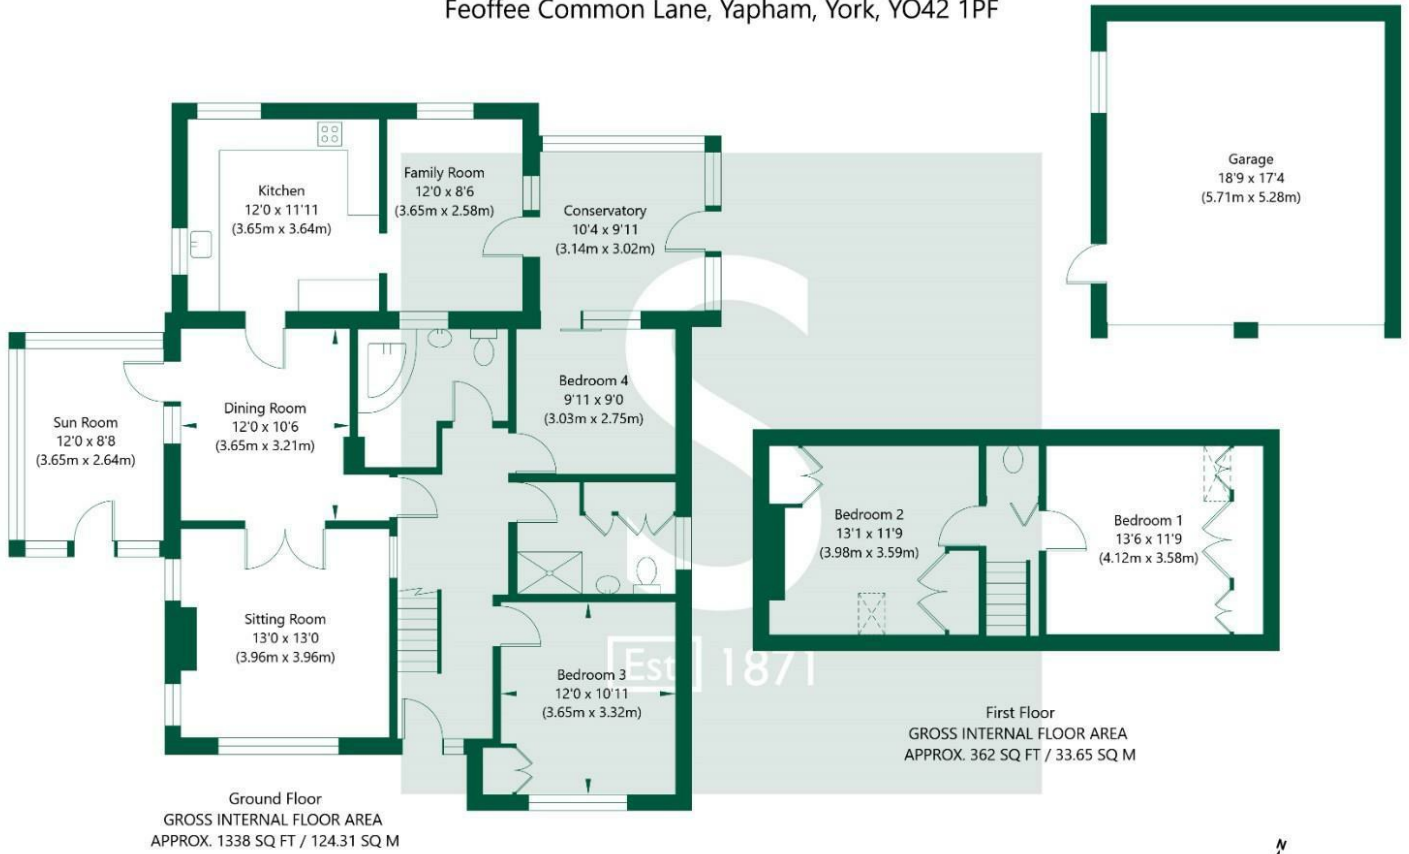 Feoffee Common Lane, Yapham, York, YO42 1PF
Kitchen
12'0 x 11'11
(3.65m x 3.64m)
Family Room
12'0 x 8'6
(3.65m x 2.58m)
Conservatory
10'4 x 9'11
(3.14m x 3.02m)
Garage
18'9 x 17'4
(5.71m x 5.28m)
Sun Room
12'0 x 8'8
(3.65m x 2.64m)
Dining Room
12'0 x 10'6
(3.65m x 3.21m)
Bedroom 4
9'11 x 9'0
(3.03m x 2.75m)
Bedroom 2
13'1 x 11'9
(3.98m x 3.59m)
Bedroom 1
13'6 x 11'9
(4.12m x 3.58m)
Sitting Room
13'0 x 13'0
(3.96m x 3.96m)
Bedroom 3
12'0 x 10'11
(3.65m x 3.32m)
S
Est 1871
First Floor
GROSS INTERNAL FLOOR AREA
APPROX. 362 SQ FT / 33.65 SQ M
Ground Floor
GROSS INTERNAL FLOOR AREA
APPROX. 1338 SQ FT / 124.31 SQ M
N